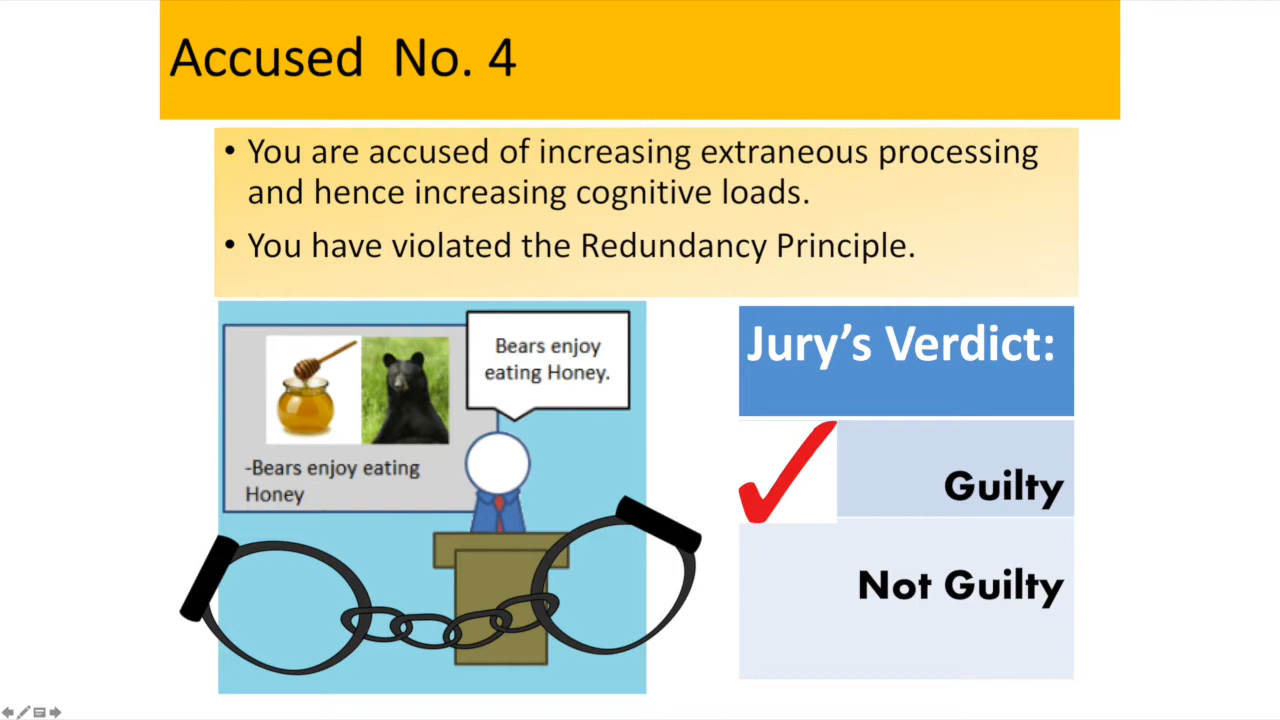 Accused  No. 4
• You are accused of increasing extraneous processing
and hence increasing cognitive loads.
• You have violated the Redundancy Principle.
Bears enjoy
eating Honey.
-Bears enjoy eating
Honey
Jury’s Verdict:
Guilty
Not Guilty